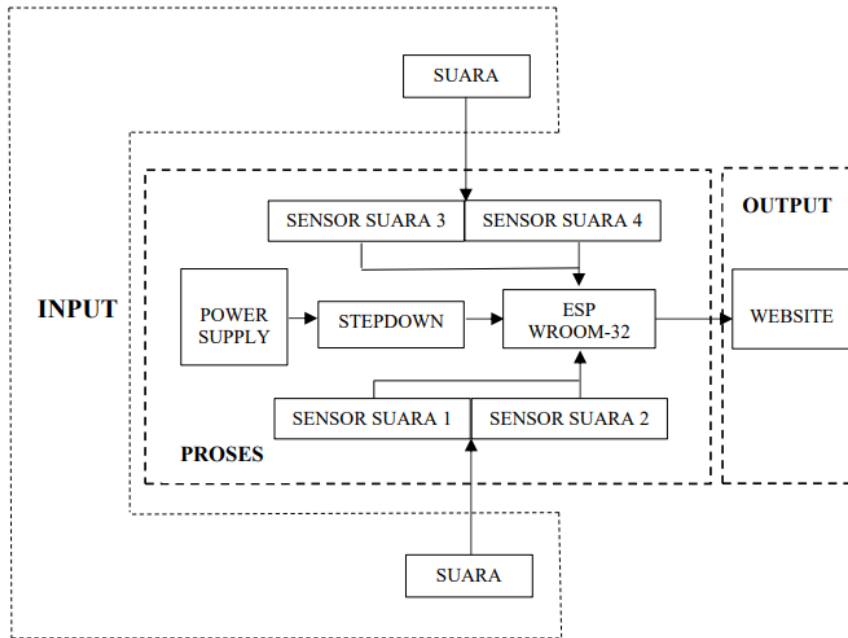 SUARA
SENSOR SUARA 3
SENSOR SUARA 4
OUTPUT
INPUT
POWER
SUPPLY
STEPDOWN
ESP
WROOM-32
WEBSITE
SENSOR SUARA 1
SENSOR SUARA 2
PROSES
SUARA